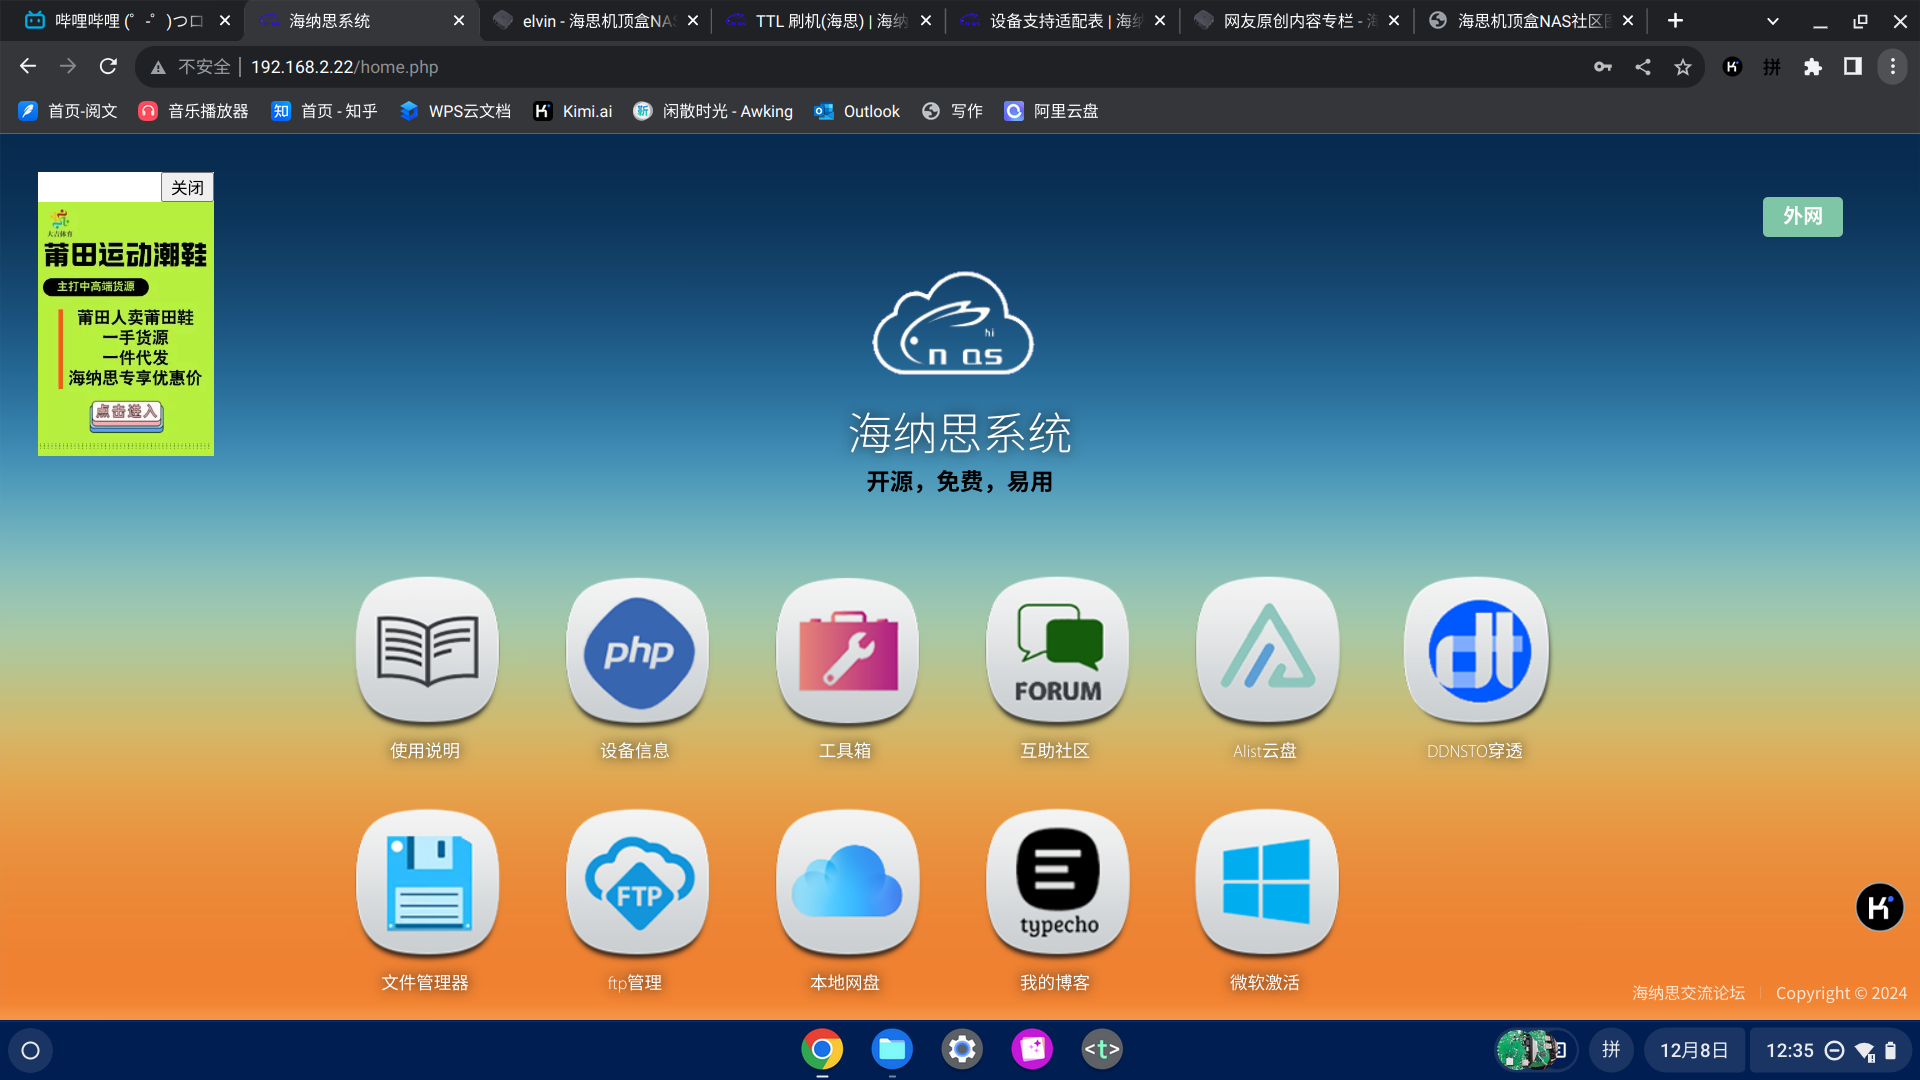 哔哩哔哩 (゜-゜)つロ
海纳思系统
elvin - 海思机顶盒NAS
TTL 刷机(海思) | 海纳
设备支持适配表 | 海纳
网友原创内容专栏 - 海
海思机顶盒NAS社区
不安全
192.168.2.22/home.php
拼
首页-阅文
音乐播放器
知 首页 - 知乎
WPS云文档
Kimi.ai
闲散时光 - Awking
Outlook
写作
阿里云盘
关闭
大吉体育
莆田运动潮鞋
主打中高端货源
莆田人卖莆田鞋
一手货源
一件代发
海纳思专享优惠价
点击进入
外网
hi
nas
海纳思系统
开源，免费，易用
php
FORUM
使用说明
设备信息
工具箱
互助社区
Alist云盘
DDNSTO穿透
FTP
typecho
文件管理器
ftp管理
本地网盘
我的博客
微软激活
海纳思交流论坛
Copyright © 2024
<t>
拼
12月8日
12:35